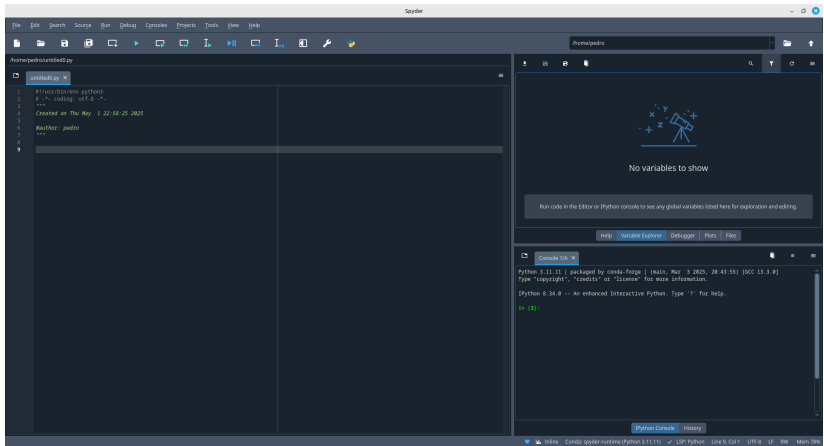 Spyder
File Edit Search Source Run Debug Consoles Projects Tools View Help
/home/pedro
/home/pedro/untitled0.py
untitled0.py
1 #!/usr/bin/env python3
2 # -*- coding: utf-8 -*-
3 """
4 Created on Thu May  1 22:58:25 2025
5
6 @author: pedro
7 """
8
9
x y z
No variables to show
Run code in the Editor or IPython console to see any global variables listed here for exploration and editing.
Help Variable Explorer Debugger Plots Files
Console 1/A
Python 3.11.11 | packaged by conda-forge | (main, Mar  3 2025, 20:43:55) [GCC 13.3.0]
Type "copyright", "credits" or "license" for more information.
IPython 8.34.0 -- An enhanced Interactive Python. Type '?' for help.
In [1]:
IPython Console History
Inline Conda: spyder-runtime (Python 3.11.11) ✓ LSP: Python Line 9, Col 1 UTF-8 LF RW Mem 78%